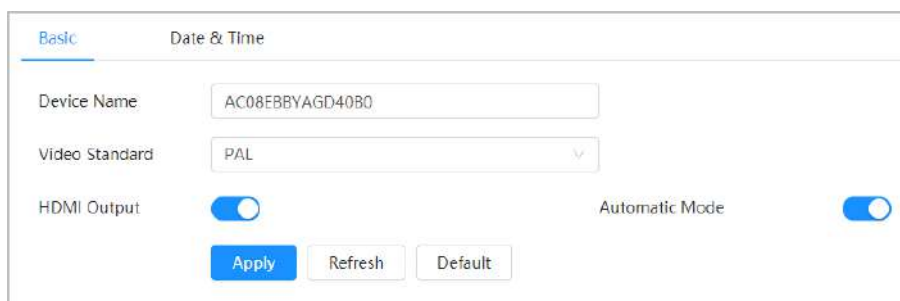 Basic Date & Time
Device Name AC08EBBYAGD40B0
Video Standard PAL
HDMI Output Automatic Mode
Apply Refresh Default